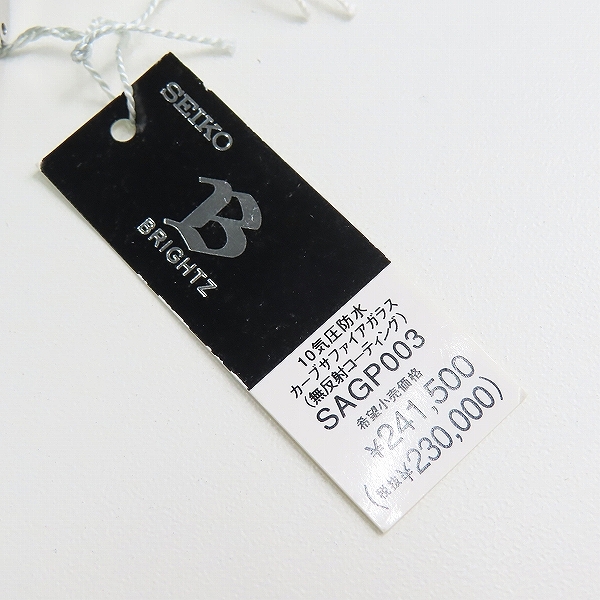 SEIKO
B
BRIGHTZ
10気圧防水
カーブサファイアガラス
(無反射コーティング)
SAGP003
希望小売価格
¥241,500
(税抜¥230,000)